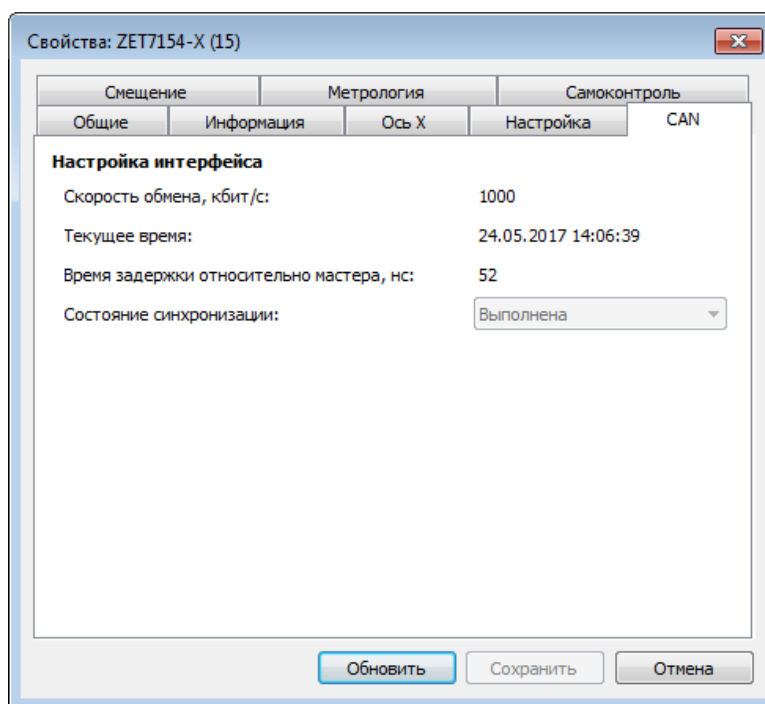 Свойства: ZET7154-X (15)
Смещение Метрология Самоконтроль
Общие Информация Ось X Настройка CAN
Настройка интерфейса
Скорость обмена, кбит/с: 1000
Текущее время: 24.05.2017 14:06:39
Время задержки относительно мастера, нс: 52
Состояние синхронизации: Выполнена
Обновить Сохранить Отмена